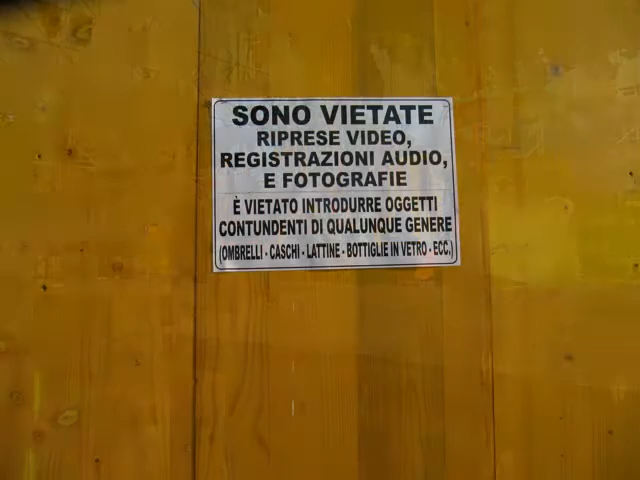 SONO VIETATE
RIPRESE VIDEO,
REGISTRAZIONI AUDIO,
E FOTOGRAFIE
È VIETATO INTRODURRE OGGETTI
CONTUNDENTI DI QUALUNQUE GENERE
(OMBRELLI - CASCHI - LATTINE - BOTTIGLIE IN VETRO - ECC.)